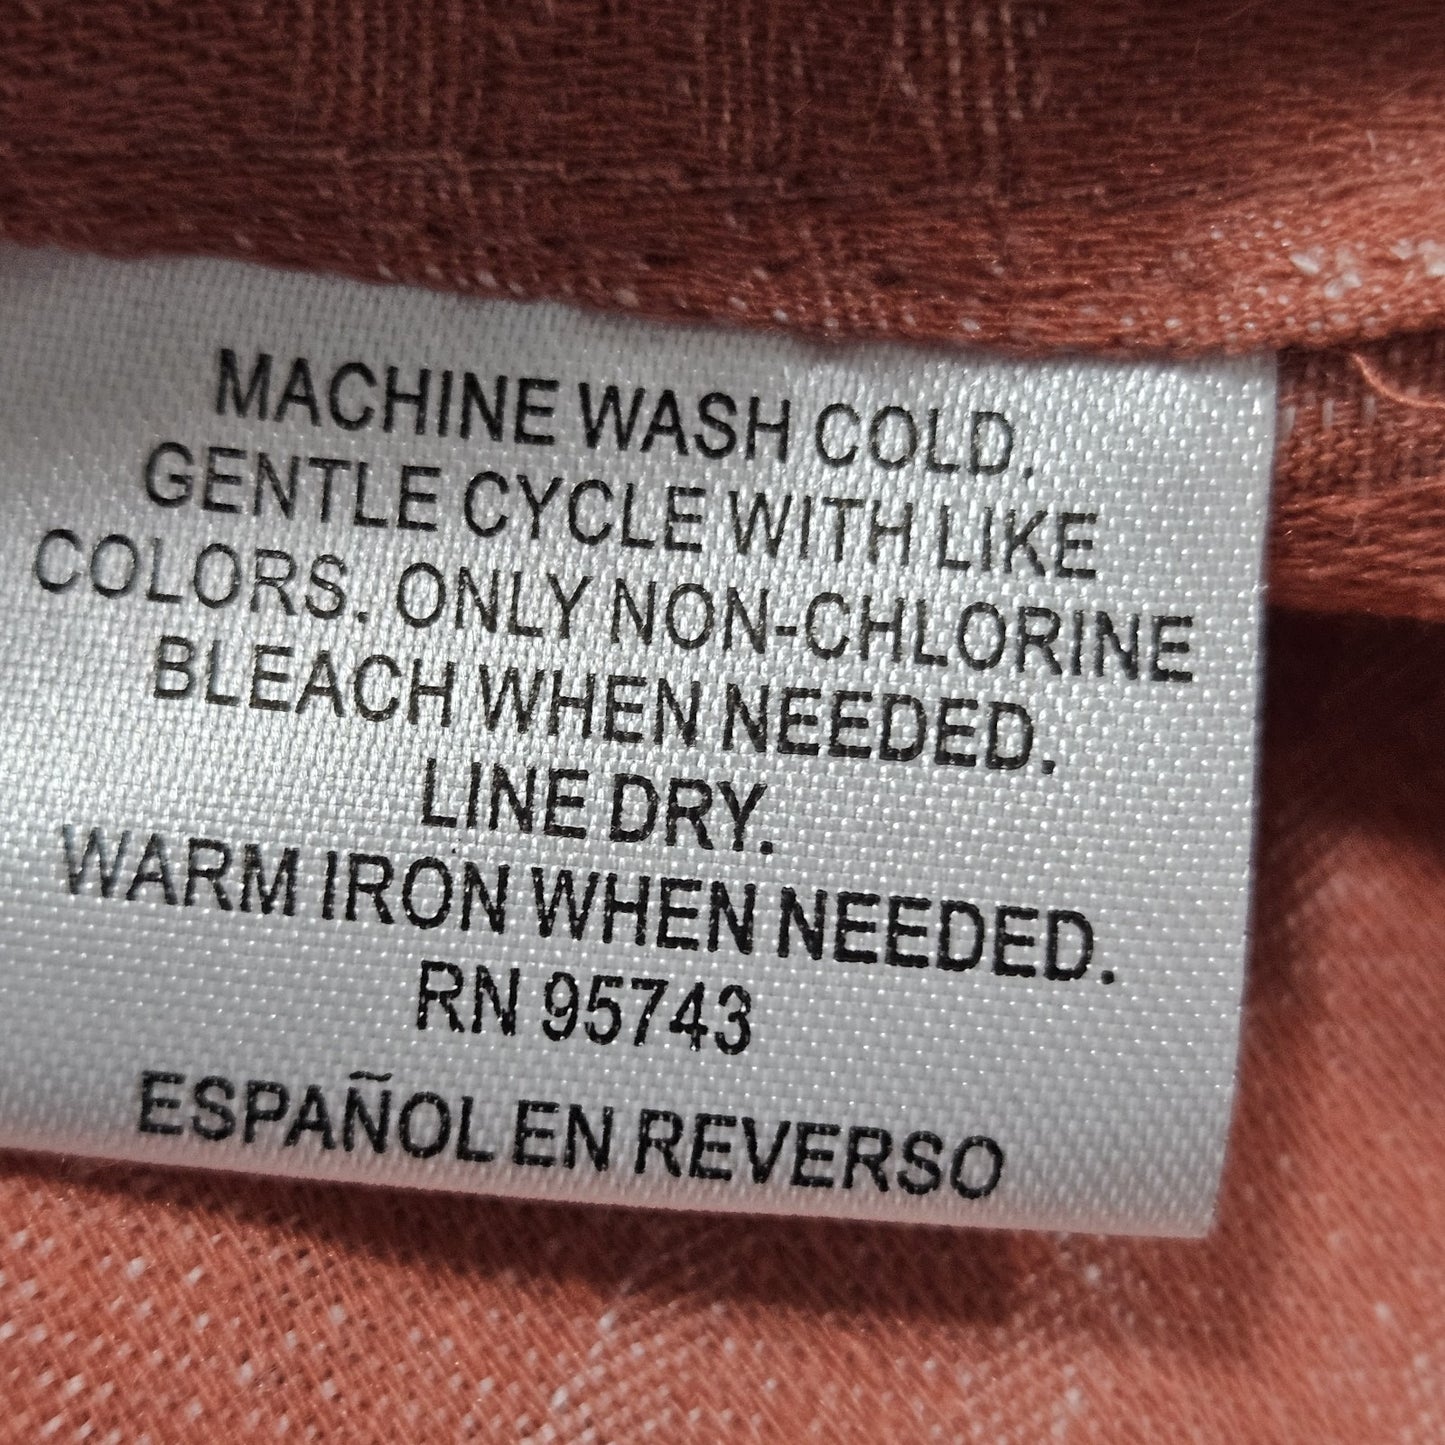 MACHINE WASH COLD.
GENTLE CYCLE WITH LIKE
COLORS. ONLY NON-CHLORINE
BLEACH WHEN NEEDED.
LINE DRY.
WARM IRON WHEN NEEDED.
RN 95743
ESPAÑOL EN REVERSO